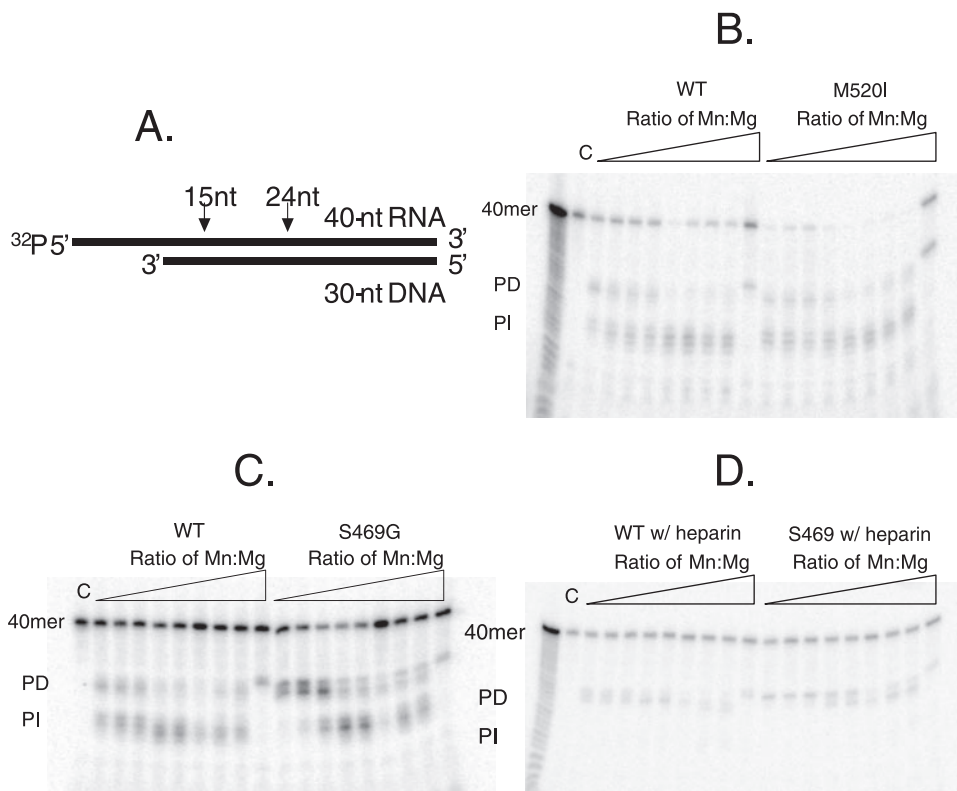 A.
15nt 24nt
40-nt RNA
32P5' 3'
3' 5'
30-nt DNA
B.
WT M520I
Ratio of Mn:Mg Ratio of Mn:Mg
C
40mer
PD
PI
C.
WT S469G
Ratio of Mn:Mg Ratio of Mn:Mg
C
40mer
PD
PI
D.
WT w/ heparin S469 w/ heparin
Ratio of Mn:Mg Ratio of Mn:Mg
C
40mer
PD
PI